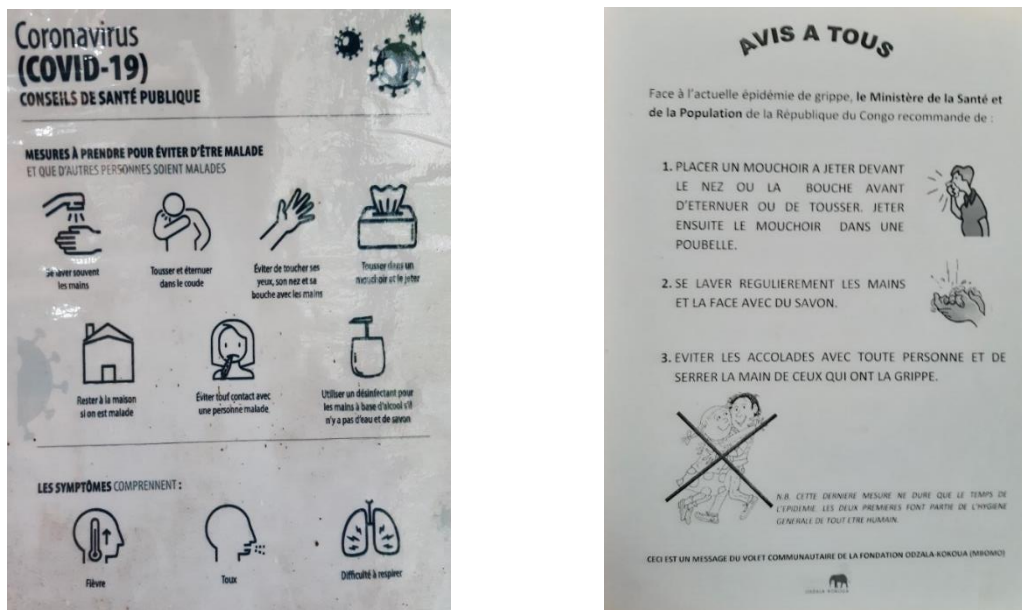 Coronavirus
(COVID-19)
CONSEILS DE SANTÉ PUBLIQUE
MESURES À PRENDRE POUR ÉVITER D'ÊTRE MALADE
ET QUE D'AUTRES PERSONNES SOIENT MALADES
Se laver souvent
les mains
Tousser et éternuer
dans le coude
Éviter de toucher ses
yeux, son nez et sa
bouche avec les mains
Tousser dans un
mouchoir et le jeter
Rester à la maison
si on est malade
Éviter tout contact avec
une personne malade
Utiliser un désinfectant pour
les mains à base d'alcool s'il
n'y a pas d'eau et de savon
LES SYMPTÔMES COMPRENNENT :
Fièvre
Toux
Difficulté à respirer
AVIS A TOUS
Face à l'actuelle épidémie de grippe, le Ministère de la Santé et
de la Population de la République du Congo recommande de :
1. PLACER UN MOUCHOIR A JETER DEVANT
LE NEZ OU LA BOUCHE AVANT
D'ETERNUER OU DE TOUSSER. JETER
ENSUITE LE MOUCHOIR DANS UNE
POUBELLE.
2. SE LAVER REGULIEREMENT LES MAINS
ET LA FACE AVEC DU SAVON.
3. EVITER LES ACCOLADES AVEC TOUTE PERSONNE ET DE
SERRER LA MAIN DE CEUX QUI ONT LA GRIPPE.
N.B. CETTE DERNIERE MESURE NE DURE QUE LE TEMPS DE
L'EPIDEMIE. LES DEUX PREMIERES FONT PARTIE DE L'HYGIENE
GENERALE DE TOUT ETRE HUMAIN.
CECI EST UN MESSAGE DU VOLET COMMUNAUTAIRE DE LA FONDATION ODZALA-KOKOUA (MBOMO)
ODZALA-KOKOUA